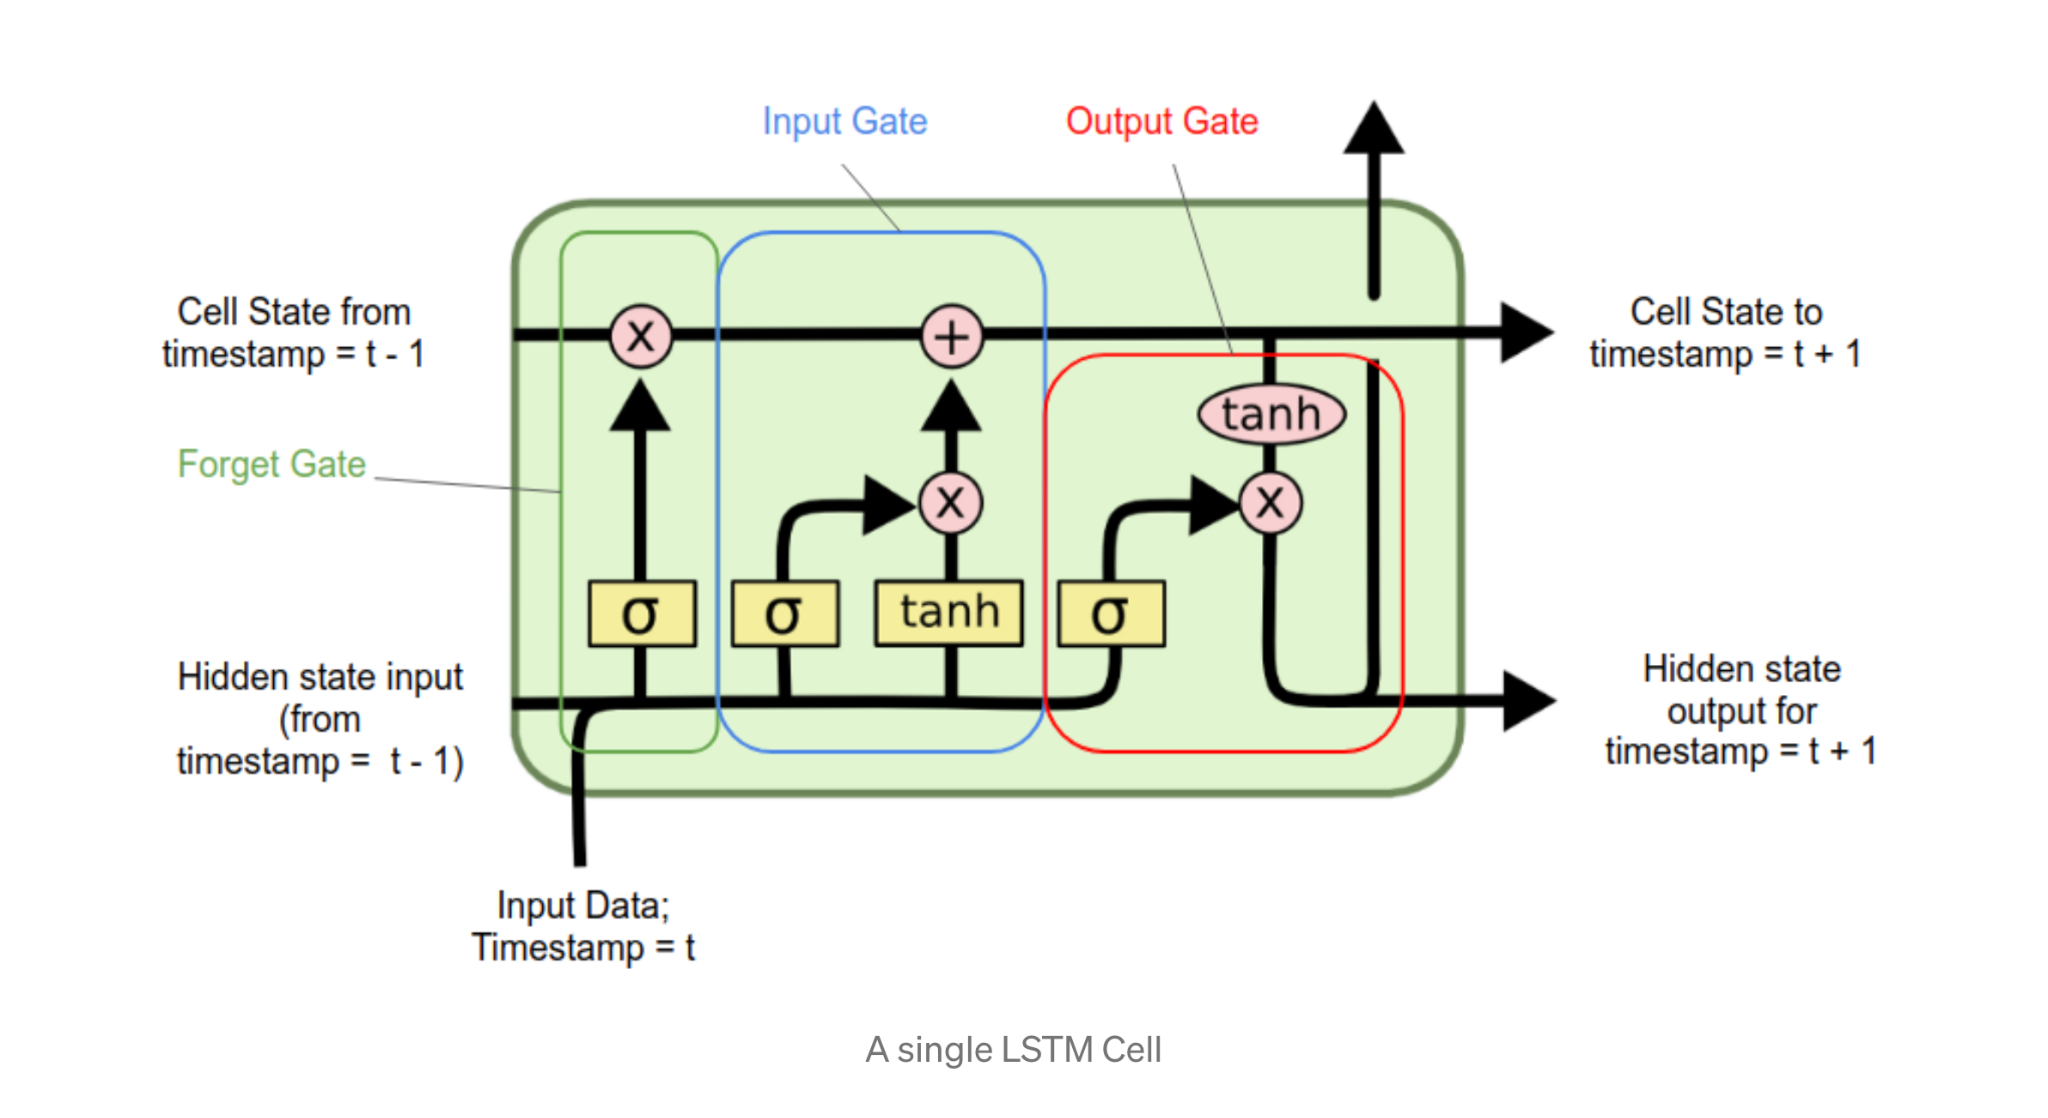 Input Gate
Output Gate
Cell State from
timestamp = t - 1
x
+
Cell State to
timestamp = t + 1
tanh
Forget Gate
x
x
σ
σ
tanh
σ
Hidden state input
(from
timestamp =  t - 1)
Hidden state
output for
timestamp = t + 1
Input Data;
Timestamp = t
A single LSTM Cell